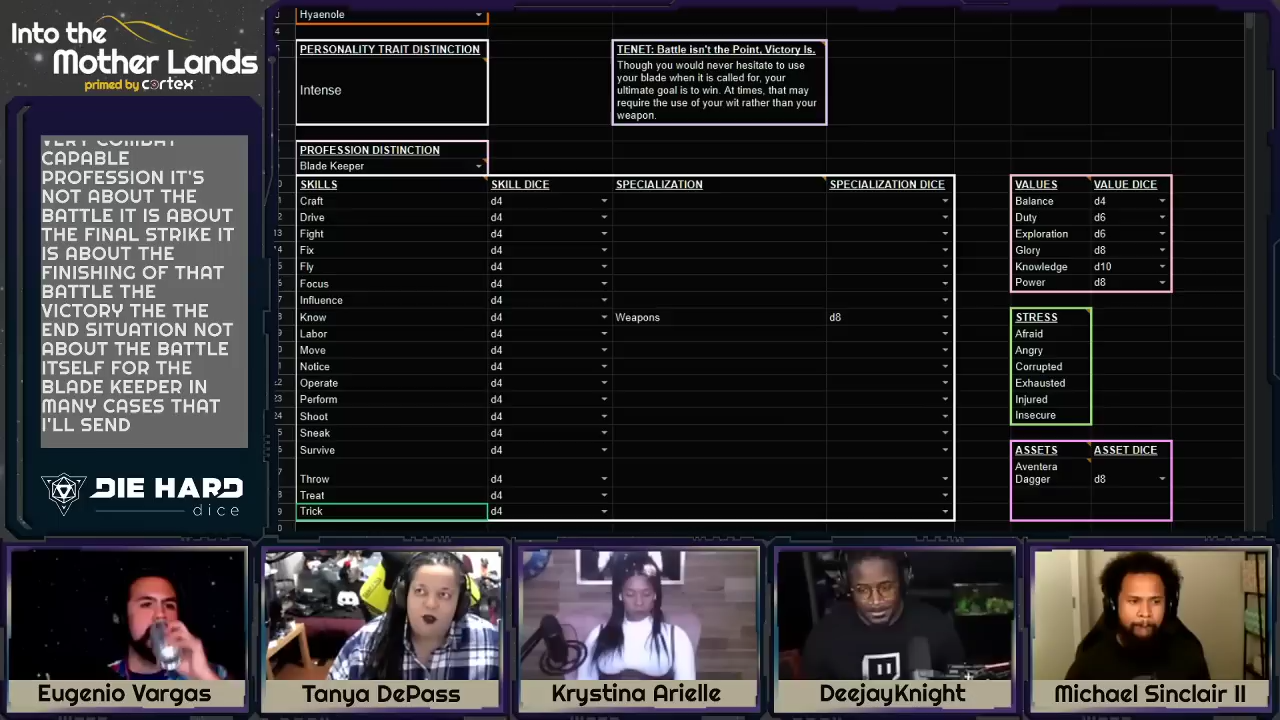 Into the
Mother Lands
primed by cortex
VERY COMBAT
CAPABLE
PROFESSION IT'S
NOT ABOUT THE
BATTLE IT IS ABOUT
THE FINAL STRIKE IT
IS ABOUT THE
FINISHING OF THAT
BATTLE THE
VICTORY THE THE
END SITUATION NOT
ABOUT THE BATTLE
ITSELF FOR THE
BLADE KEEPER IN
MANY CASES THAT
I'LL SEND
DIE HARD
dice
Hyaenole
PERSONALITY TRAIT DISTINCTION
Intense
TENET: Battle isn't the Point, Victory Is.
Though you would never hesitate to use
your blade when it is called for, your
ultimate goal is to win. At times, that may
require the use of your wit rather than your
weapon.
PROFESSION DISTINCTION
Blade Keeper
SKILLS SKILL DICE SPECIALIZATION SPECIALIZATION DICE
Craft d4
Drive d4
Fight d4
Fix d4
Fly d4
Focus d4
Influence d4
Know d4 Weapons d8
Labor d4
Move d4
Notice d4
Operate d4
Perform d4
Shoot d4
Sneak d4
Survive d4
Throw d4
Treat d4
Trick d4
VALUES VALUE DICE
Balance d4
Duty d6
Exploration d6
Glory d8
Knowledge d10
Power d8
STRESS
Afraid
Angry
Corrupted
Exhausted
Injured
Insecure
ASSETS ASSET DICE
Aventera
Dagger d8
Eugenio Vargas
Tanya DePass
Krystina Arielle
DeejayKnight
Michael Sinclair II